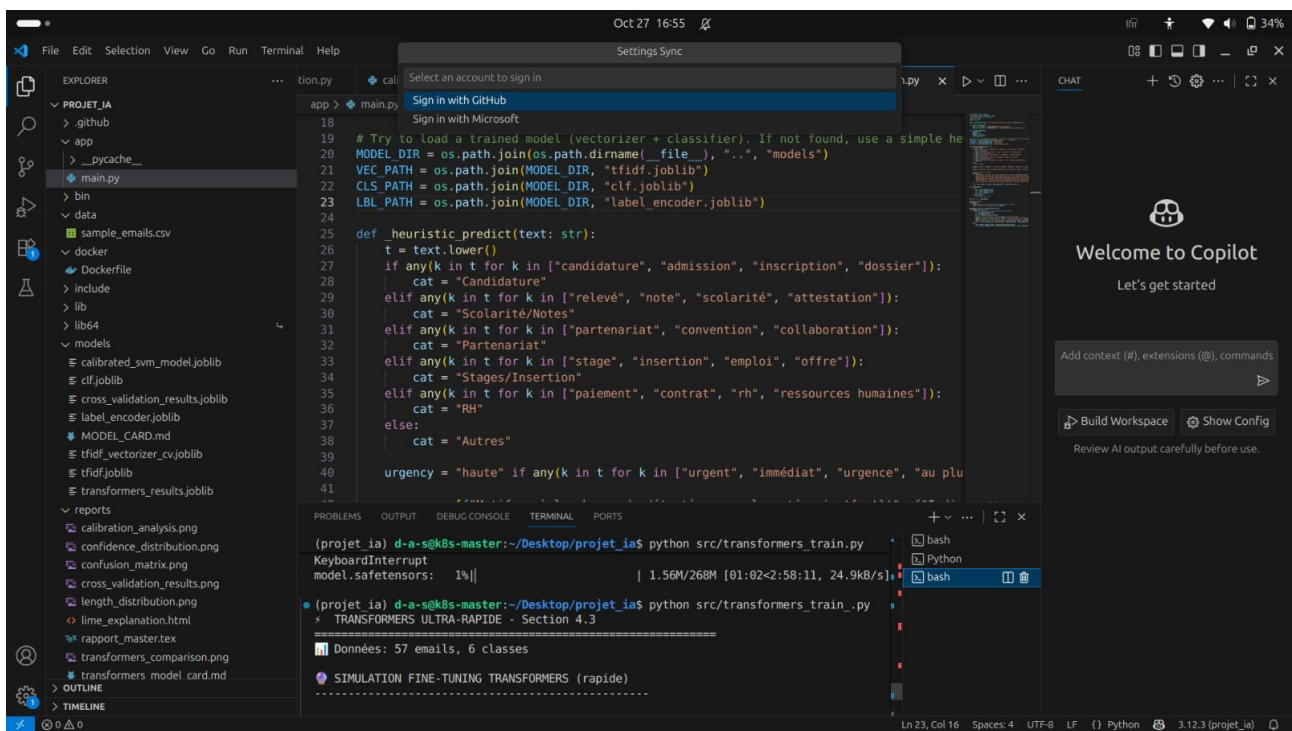 Oct 27 16:55
34%
File Edit Selection View Go Run Terminal Help
Settings Sync
Select an account to sign in
Sign in with GitHub
Sign in with Microsoft
EXPLORER
PROJET_IA
.github
app
__pycache__
main.py
bin
data
sample_emails.csv
docker
Dockerfile
include
lib
lib64
models
calibrated_svm_model.joblib
clf.joblib
cross_validation_results.joblib
label_encoder.joblib
MODEL_CARD.md
tfidf_vectorizer_cv.joblib
tfidf.joblib
transformers_results.joblib
reports
calibration_analysis.png
confidence_distribution.png
confusion_matrix.png
cross_validation_results.png
length_distribution.png
lime_explanation.html
rapport_master.tex
transformers_comparison.png
transformers_model_card.md
OUTLINE
TIMELINE
tion.py cali .py
app > main.py
18
19 # Try to load a trained model (vectorizer + classifier). If not found, use a simple he
20 MODEL_DIR = os.path.join(os.path.dirname(__file__), "..", "models")
21 VEC_PATH = os.path.join(MODEL_DIR, "tfidf.joblib")
22 CLS_PATH = os.path.join(MODEL_DIR, "clf.joblib")
23 LBL_PATH = os.path.join(MODEL_DIR, "label_encoder.joblib")
24
25 def _heuristic_predict(text: str):
26 t = text.lower()
27 if any(k in t for k in ["candidature", "admission", "inscription", "dossier"]):
28 cat = "Candidature"
29 elif any(k in t for k in ["relevé", "note", "scolarité", "attestation"]):
30 cat = "Scolarité/Notes"
31 elif any(k in t for k in ["partenariat", "convention", "collaboration"]):
32 cat = "Partenariat"
33 elif any(k in t for k in ["stage", "insertion", "emploi", "offre"]):
34 cat = "Stages/Insertion"
35 elif any(k in t for k in ["paiement", "contrat", "rh", "ressources humaines"]):
36 cat = "RH"
37 else:
38 cat = "Autres"
39
40 urgency = "haute" if any(k in t for k in ["urgent", "immédiat", "urgence", "au plu
41
PROBLEMS OUTPUT DEBUG CONSOLE TERMINAL PORTS
(projet_ia) d-a-s@k8s-master:~/Desktop/projet_ia$ python src/transformers_train.py
KeyboardInterrupt
model.safetensors: 1%| | 1.56M/268M [01:02<2:58:11, 24.9kB/s]
(projet_ia) d-a-s@k8s-master:~/Desktop/projet_ia$ python src/transformers_train_.py
TRANSFORMERS ULTRA-RAPIDE - Section 4.3
Données: 57 emails, 6 classes
SIMULATION FINE-TUNING TRANSFORMERS (rapide)
bash
Python
bash
CHAT
Welcome to Copilot
Let's get started
Add context (#), extensions (@), commands
Build Workspace
Show Config
Review AI output carefully before use.
0 0 0 Ln 23, Col 16 Spaces: 4 UTF-8 LF {} Python 3.12.3 (projet_ia)